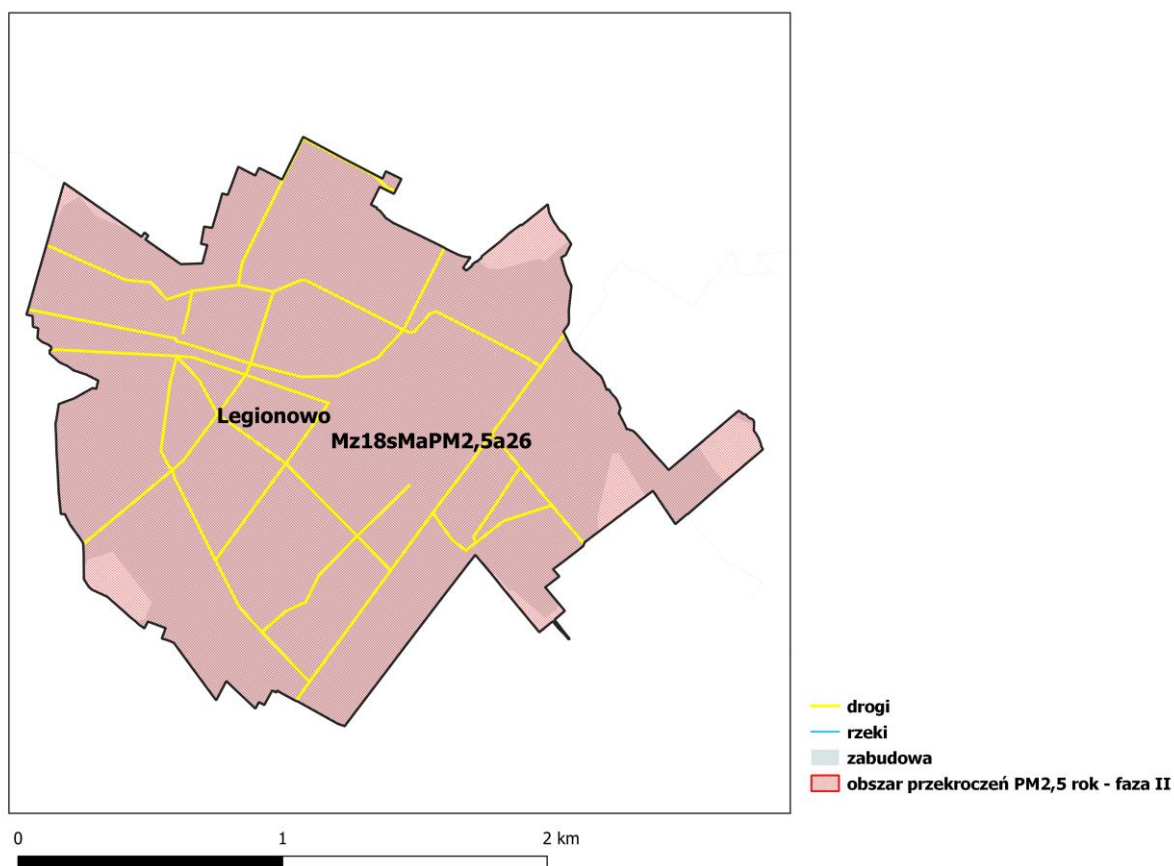 Legionowo
Mz18sMaPM2,5a26
drogi
rzeki
zabudowa
obszar przekroczeń PM2,5 rok - faza II
0 1 2 km